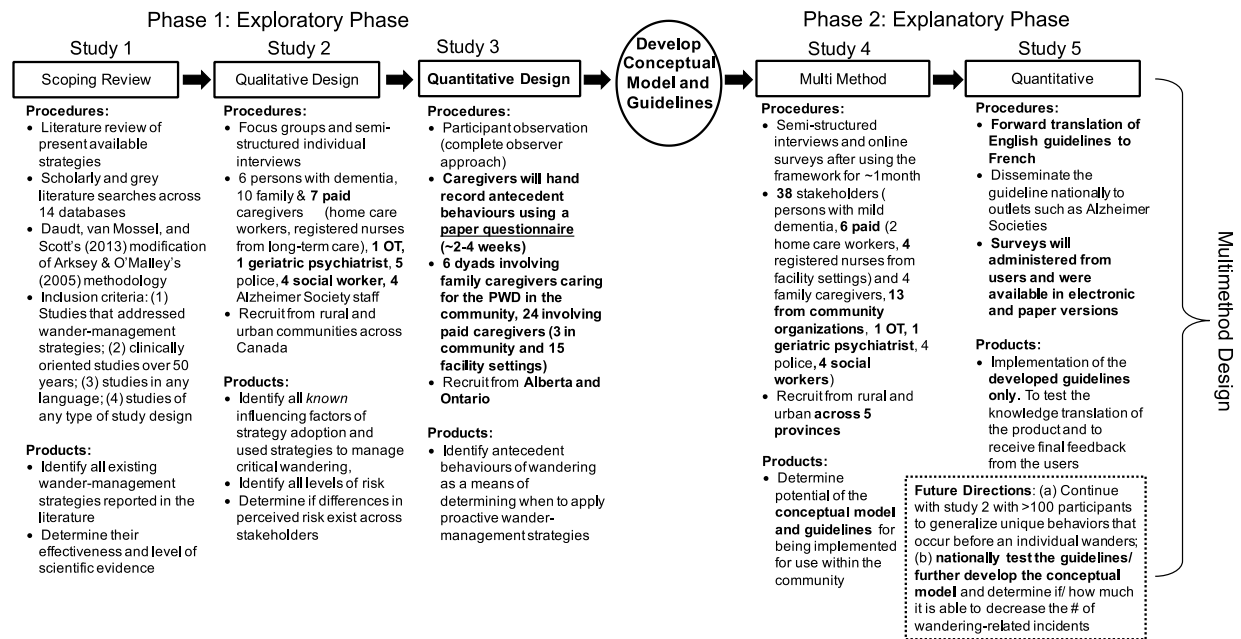 Phase 1: Exploratory Phase
Phase 2: Explanatory Phase
Study 1
Scoping Review
Procedures:
• Literature review of
present available
strategies
• Scholarly and grey
literature searches across
14 databases
• Daudt, van Mossel, and
Scott's (2013) modification
of Arksey & O'Malley's
(2005) methodology
• Inclusion criteria: (1)
Studies that addressed
wander-management
strategies; (2) clinically
oriented studies over 50
years; (3) studies in any
language; (4) studies of
any type of study design
Products:
• Identify all existing
wander-management
strategies reported in the
literature
• Determine their
effectiveness and level of
scientific evidence
Study 2
Qualitative Design
Procedures:
• Focus groups and semi-
structured individual
interviews
• 6 persons with dementia,
10 family & 7 paid
caregivers (home care
workers, registered nurses
from long-term care), 1 OT,
1 geriatric psychiatrist, 5
police, 4 social worker, 4
Alzheimer Society staff
• Recruit from rural and
urban communities across
Canada
Products:
• Identify all known
influencing factors of
strategy adoption and
used strategies to manage
critical wandering,
• Identify all levels of risk
• Determine if differences in
perceived risk exist across
stakeholders
Study 3
Quantitative Design
Procedures:
• Participant observation
(complete observer
approach)
• Caregivers will hand
record antecedent
behaviours using a
paper questionnaire
(~2-4 weeks)
• 6 dyads involving
family caregivers caring
for the PWD in the
community, 24 involving
paid caregivers (3 in
community and 15
facility settings)
• Recruit from Alberta and
Ontario
Products:
• Identify antecedent
behaviours of wandering
as a means of
determining when to apply
proactive wander-
management strategies
Develop
Conceptual
Model and
Guidelines
Study 4
Multi Method
Procedures:
• Semi-structured
interviews and online
surveys after using the
framework for ~1month
• 38 stakeholders (
persons with mild
dementia, 6 paid (2
home care workers, 4
registered nurses from
facility settings) and 4
family caregivers, 13
from community
organizations, 1 OT, 1
geriatric psychiatrist, 4
police, 4 social
workers)
• Recruit from rural and
urban across 5
provinces
Products:
• Determine
potential of the
conceptual model
and guidelines for
being implemented
for use within the
community
Study 5
Quantitative
Procedures:
• Forward translation of
English guidelines to
French
• Disseminate the
guideline nationally to
outlets such as Alzheimer
Societies
• Surveys will
administered from
users and were
available in electronic
and paper versions
Products:
• Implementation of the
developed guidelines
only. To test the
knowledge translation of
the product and to
receive final feedback
from the users
Future Directions: (a) Continue
with study 2 with >100 participants
to generalize unique behaviors that
occur before an individual wanders;
(b) nationally test the guidelines/
further develop the conceptual
model and determine if/ how much
it is able to decrease the # of
wandering-related incidents
Multimethod Design